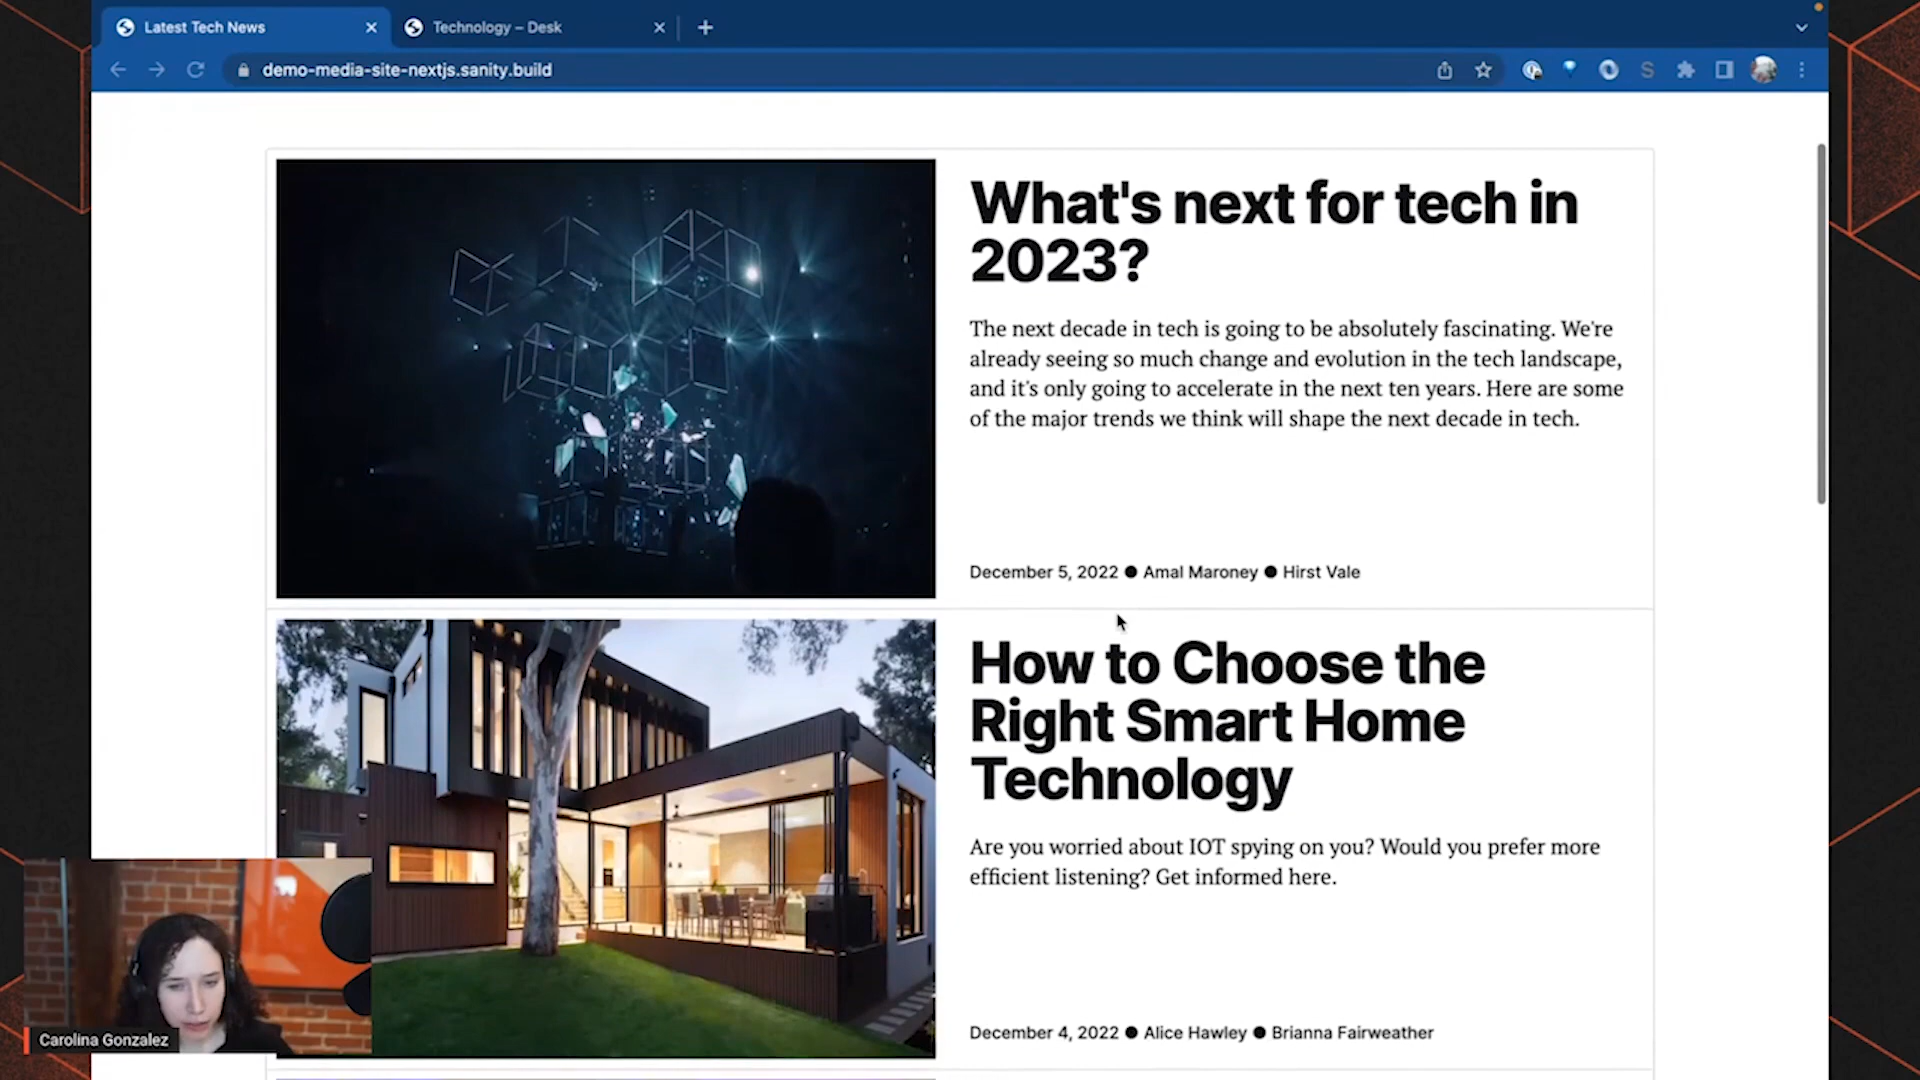 Latest Tech News
Technology – Desk
demo-media-site-nextjs.sanity.build
What's next for tech in
2023?
The next decade in tech is going to be absolutely fascinating. We're
already seeing so much change and evolution in the tech landscape,
and it's only going to accelerate in the next ten years. Here are some
of the major trends we think will shape the next decade in tech.
December 5, 2022 ● Amal Maroney ● Hirst Vale
How to Choose the
Right Smart Home
Technology
Are you worried about IOT spying on you? Would you prefer more
efficient listening? Get informed here.
December 4, 2022 ● Alice Hawley ● Brianna Fairweather
Carolina Gonzalez